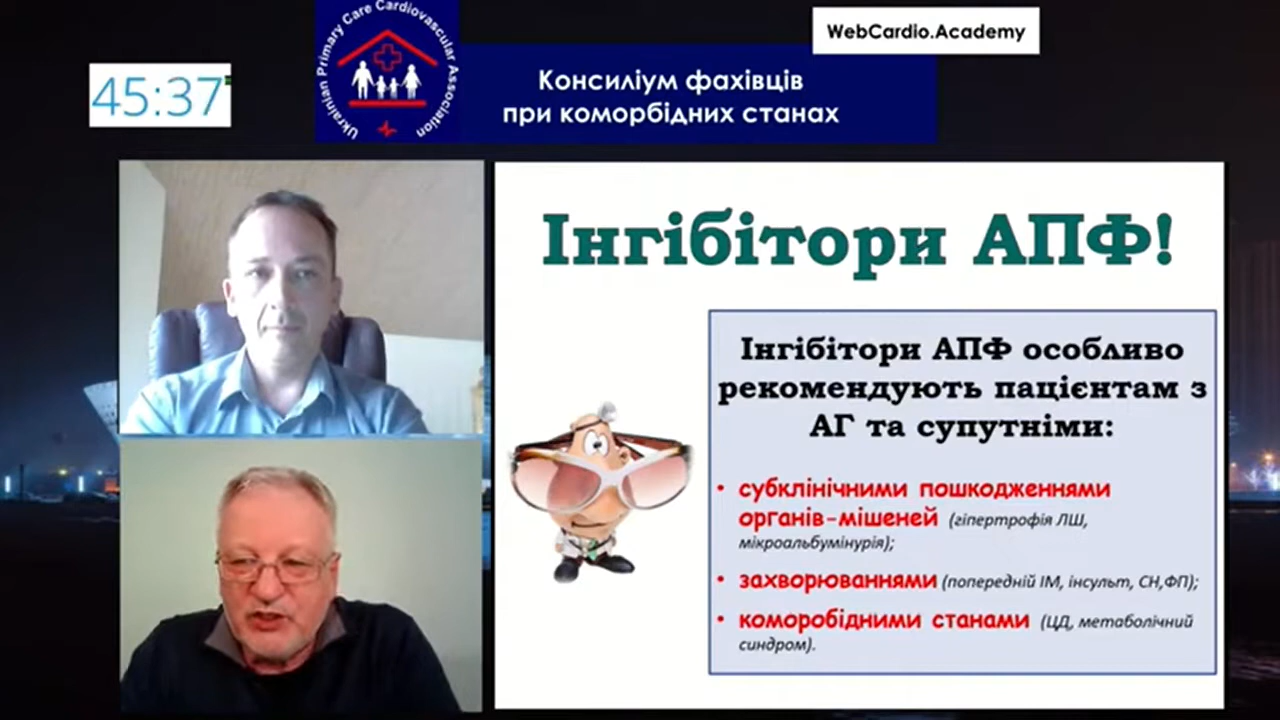 WebCardio.Academy
45:37
Ukrainian Primary Care Cardiovascular Association
Консиліум фахівців
при коморбідних станах
Інгібітори АПФ!
Інгібітори АПФ особливо
рекомендують пацієнтам з
АГ та супутніми:
• субклінічними пошкодженнями
органів-мішеней (гіпертрофія ЛШ,
мікроальбумінурія);
• захворюваннями (попередній ІМ, інсульт, СН,ФП);
• коморобідними станами (ЦД, метаболічний
синдром).